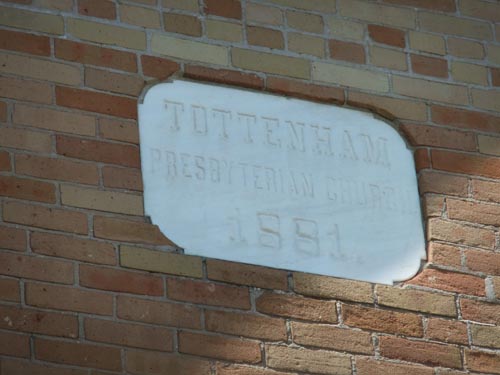 TOTTENHAM
PRESBYTERIAN CHURCH
1881.